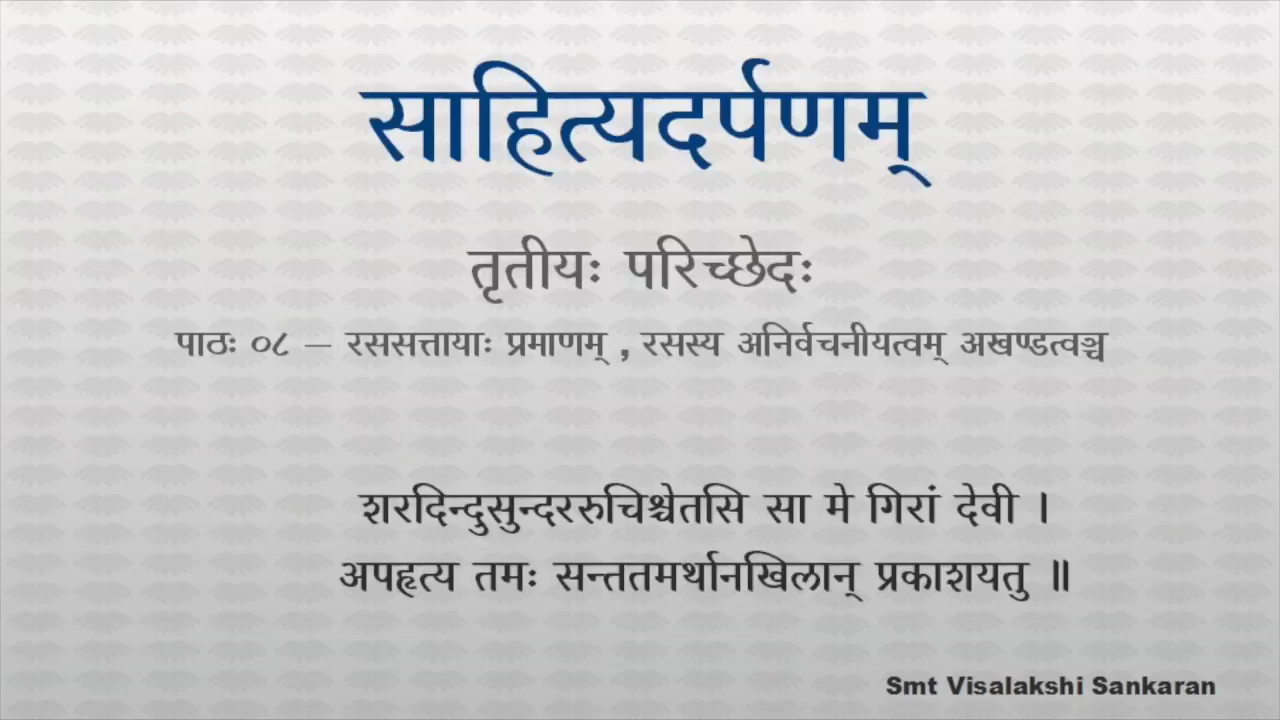 साहित्यदर्पणम्
तृतीयः परिच्छेदः
पाठः ०८ – रससत्तायाः प्रमाणम् , रसस्य अनिर्वचनीयत्वम् अखण्डत्वञ्च
शरदिन्दुसुन्दररुचिश्चेतसि सा मे गिरां देवी ।
अपहृत्य तमः सन्ततमर्थानखिलान् प्रकाशयतु ॥
Smt Visalakshi Sankaran